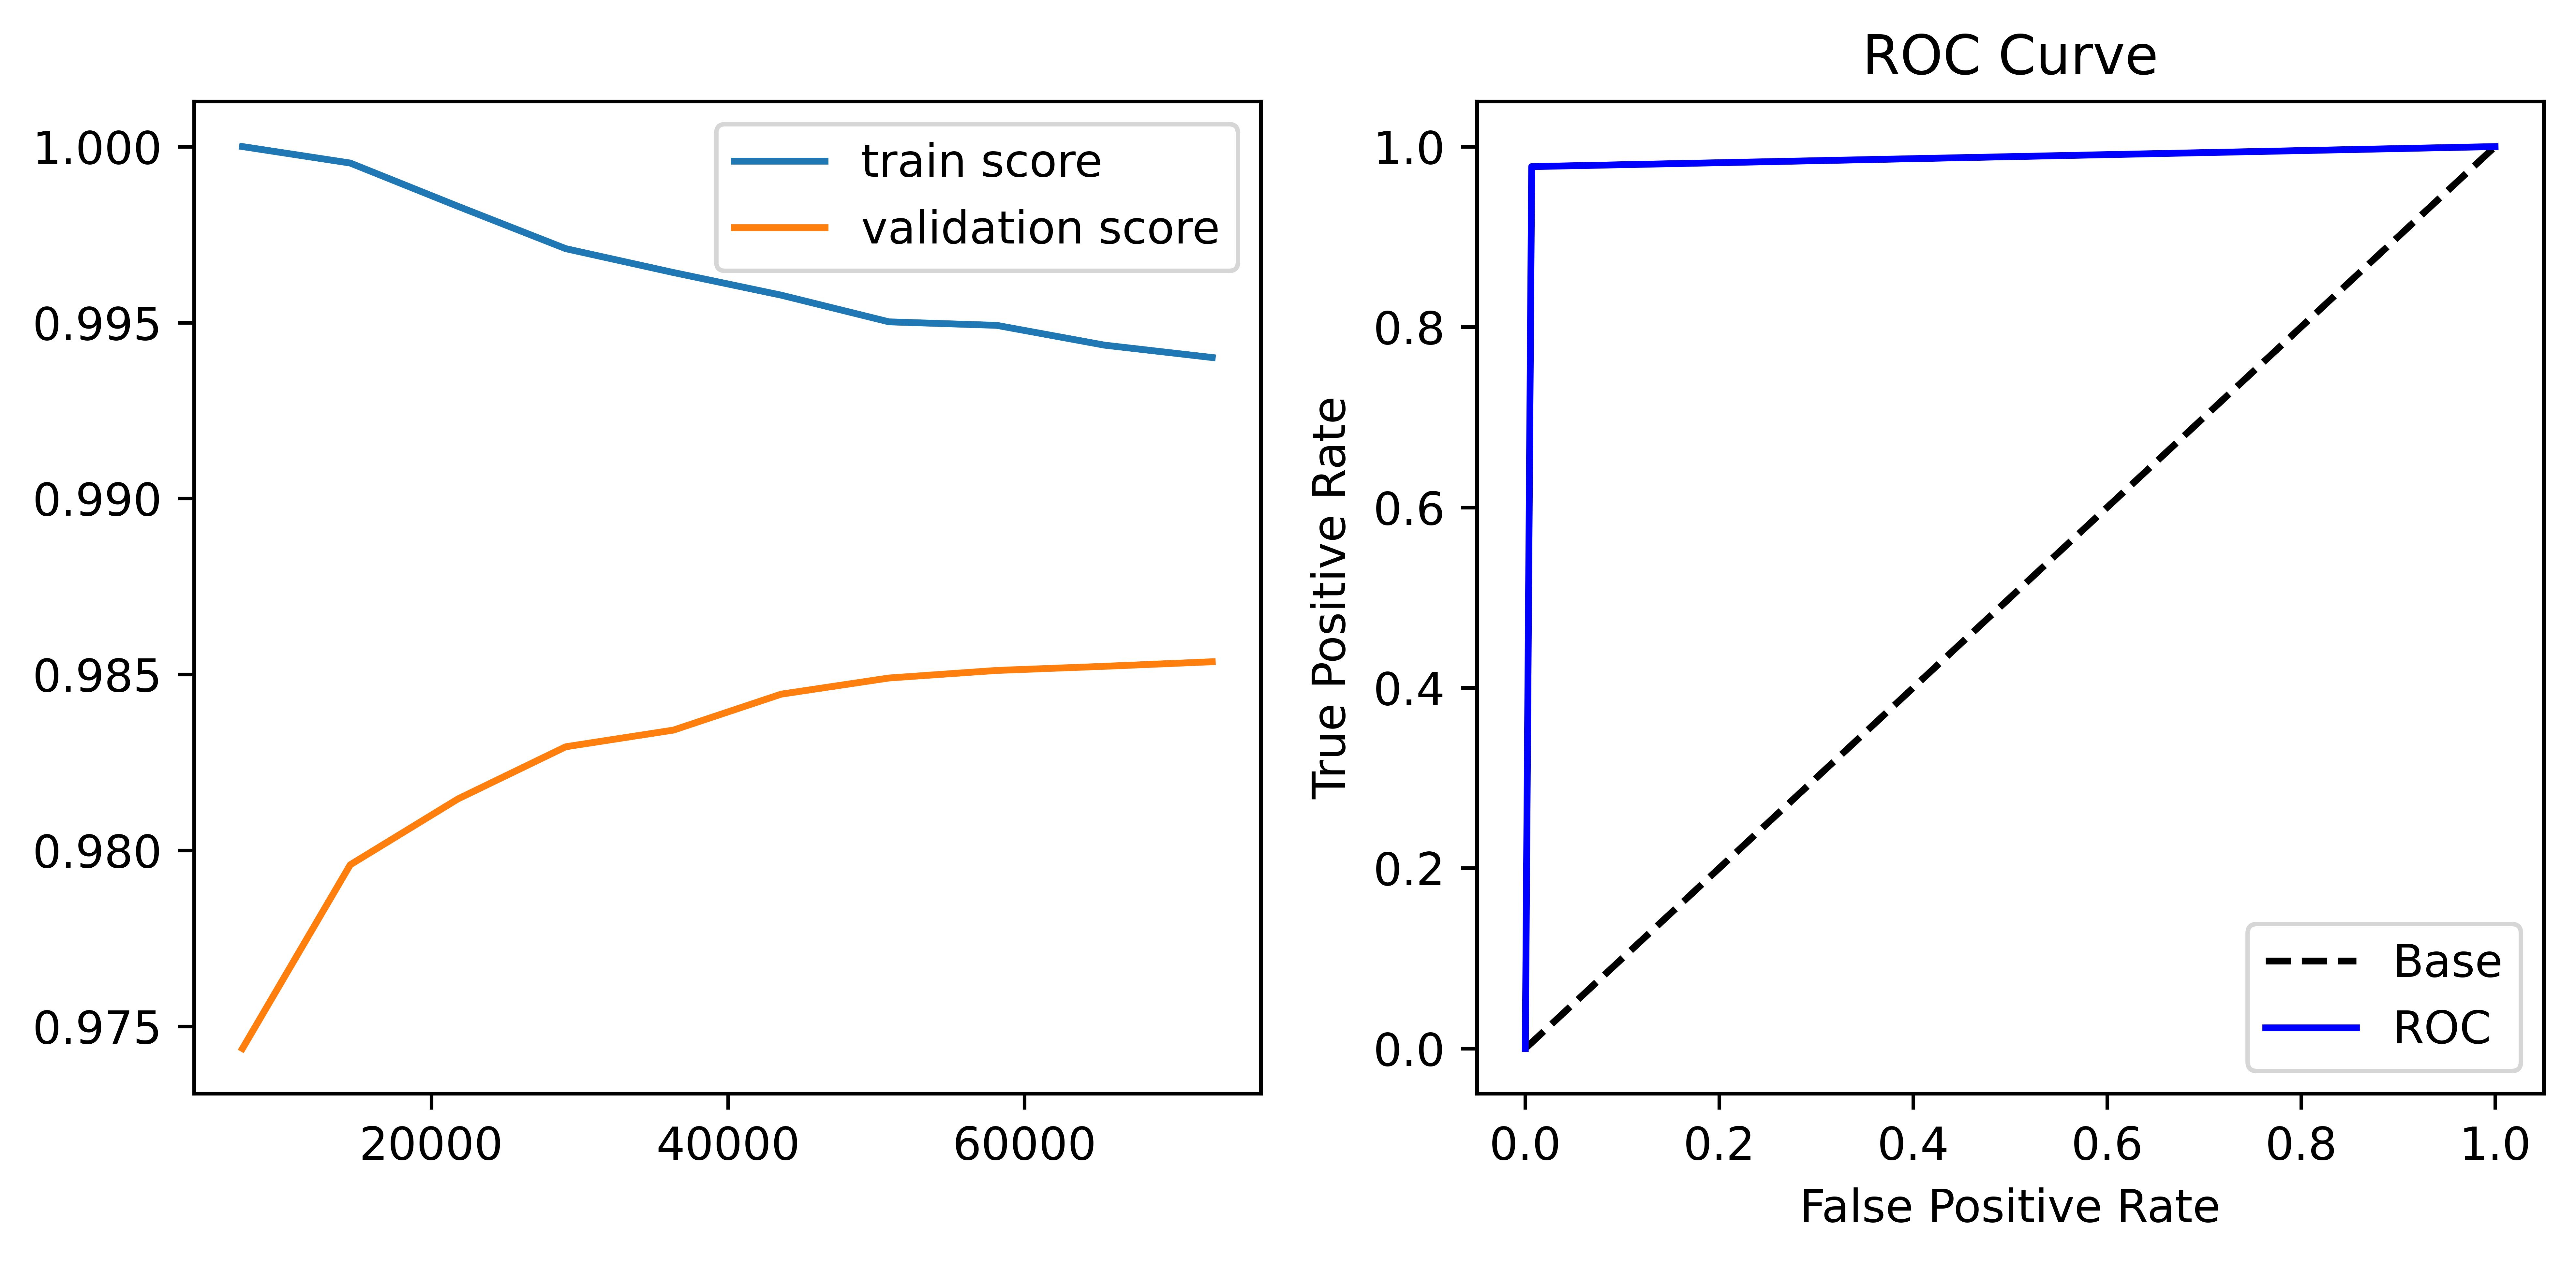 1.000
0.995
0.990
0.985
0.980
0.975
20000 40000 60000
train score
validation score
ROC Curve
True Positive Rate
1.0
0.8
0.6
0.4
0.2
0.0
0.0 0.2 0.4 0.6 0.8 1.0
False Positive Rate
Base
ROC